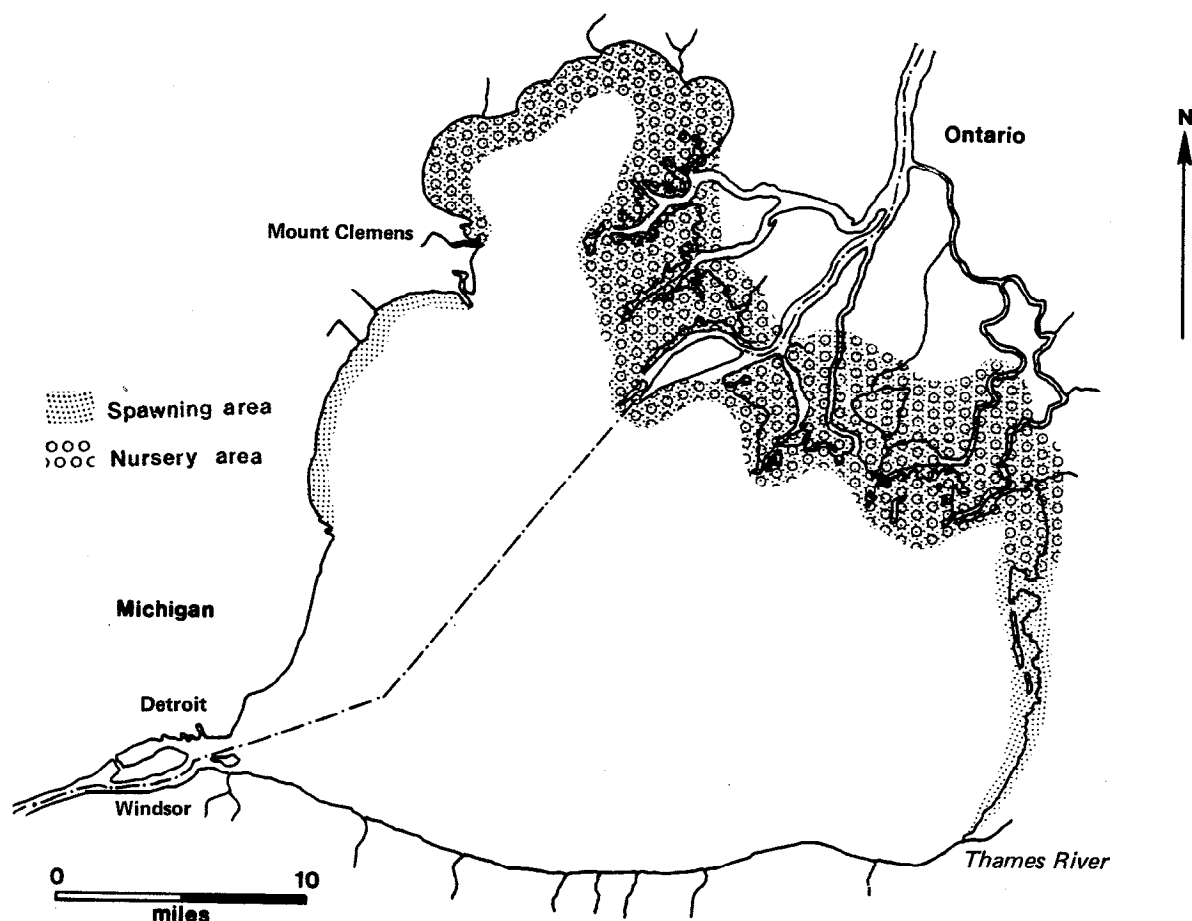 N
Ontario
Mount Clemens
Spawning area
Nursery area
Michigan
Detroit
Windsor
Thames River
0 10
miles